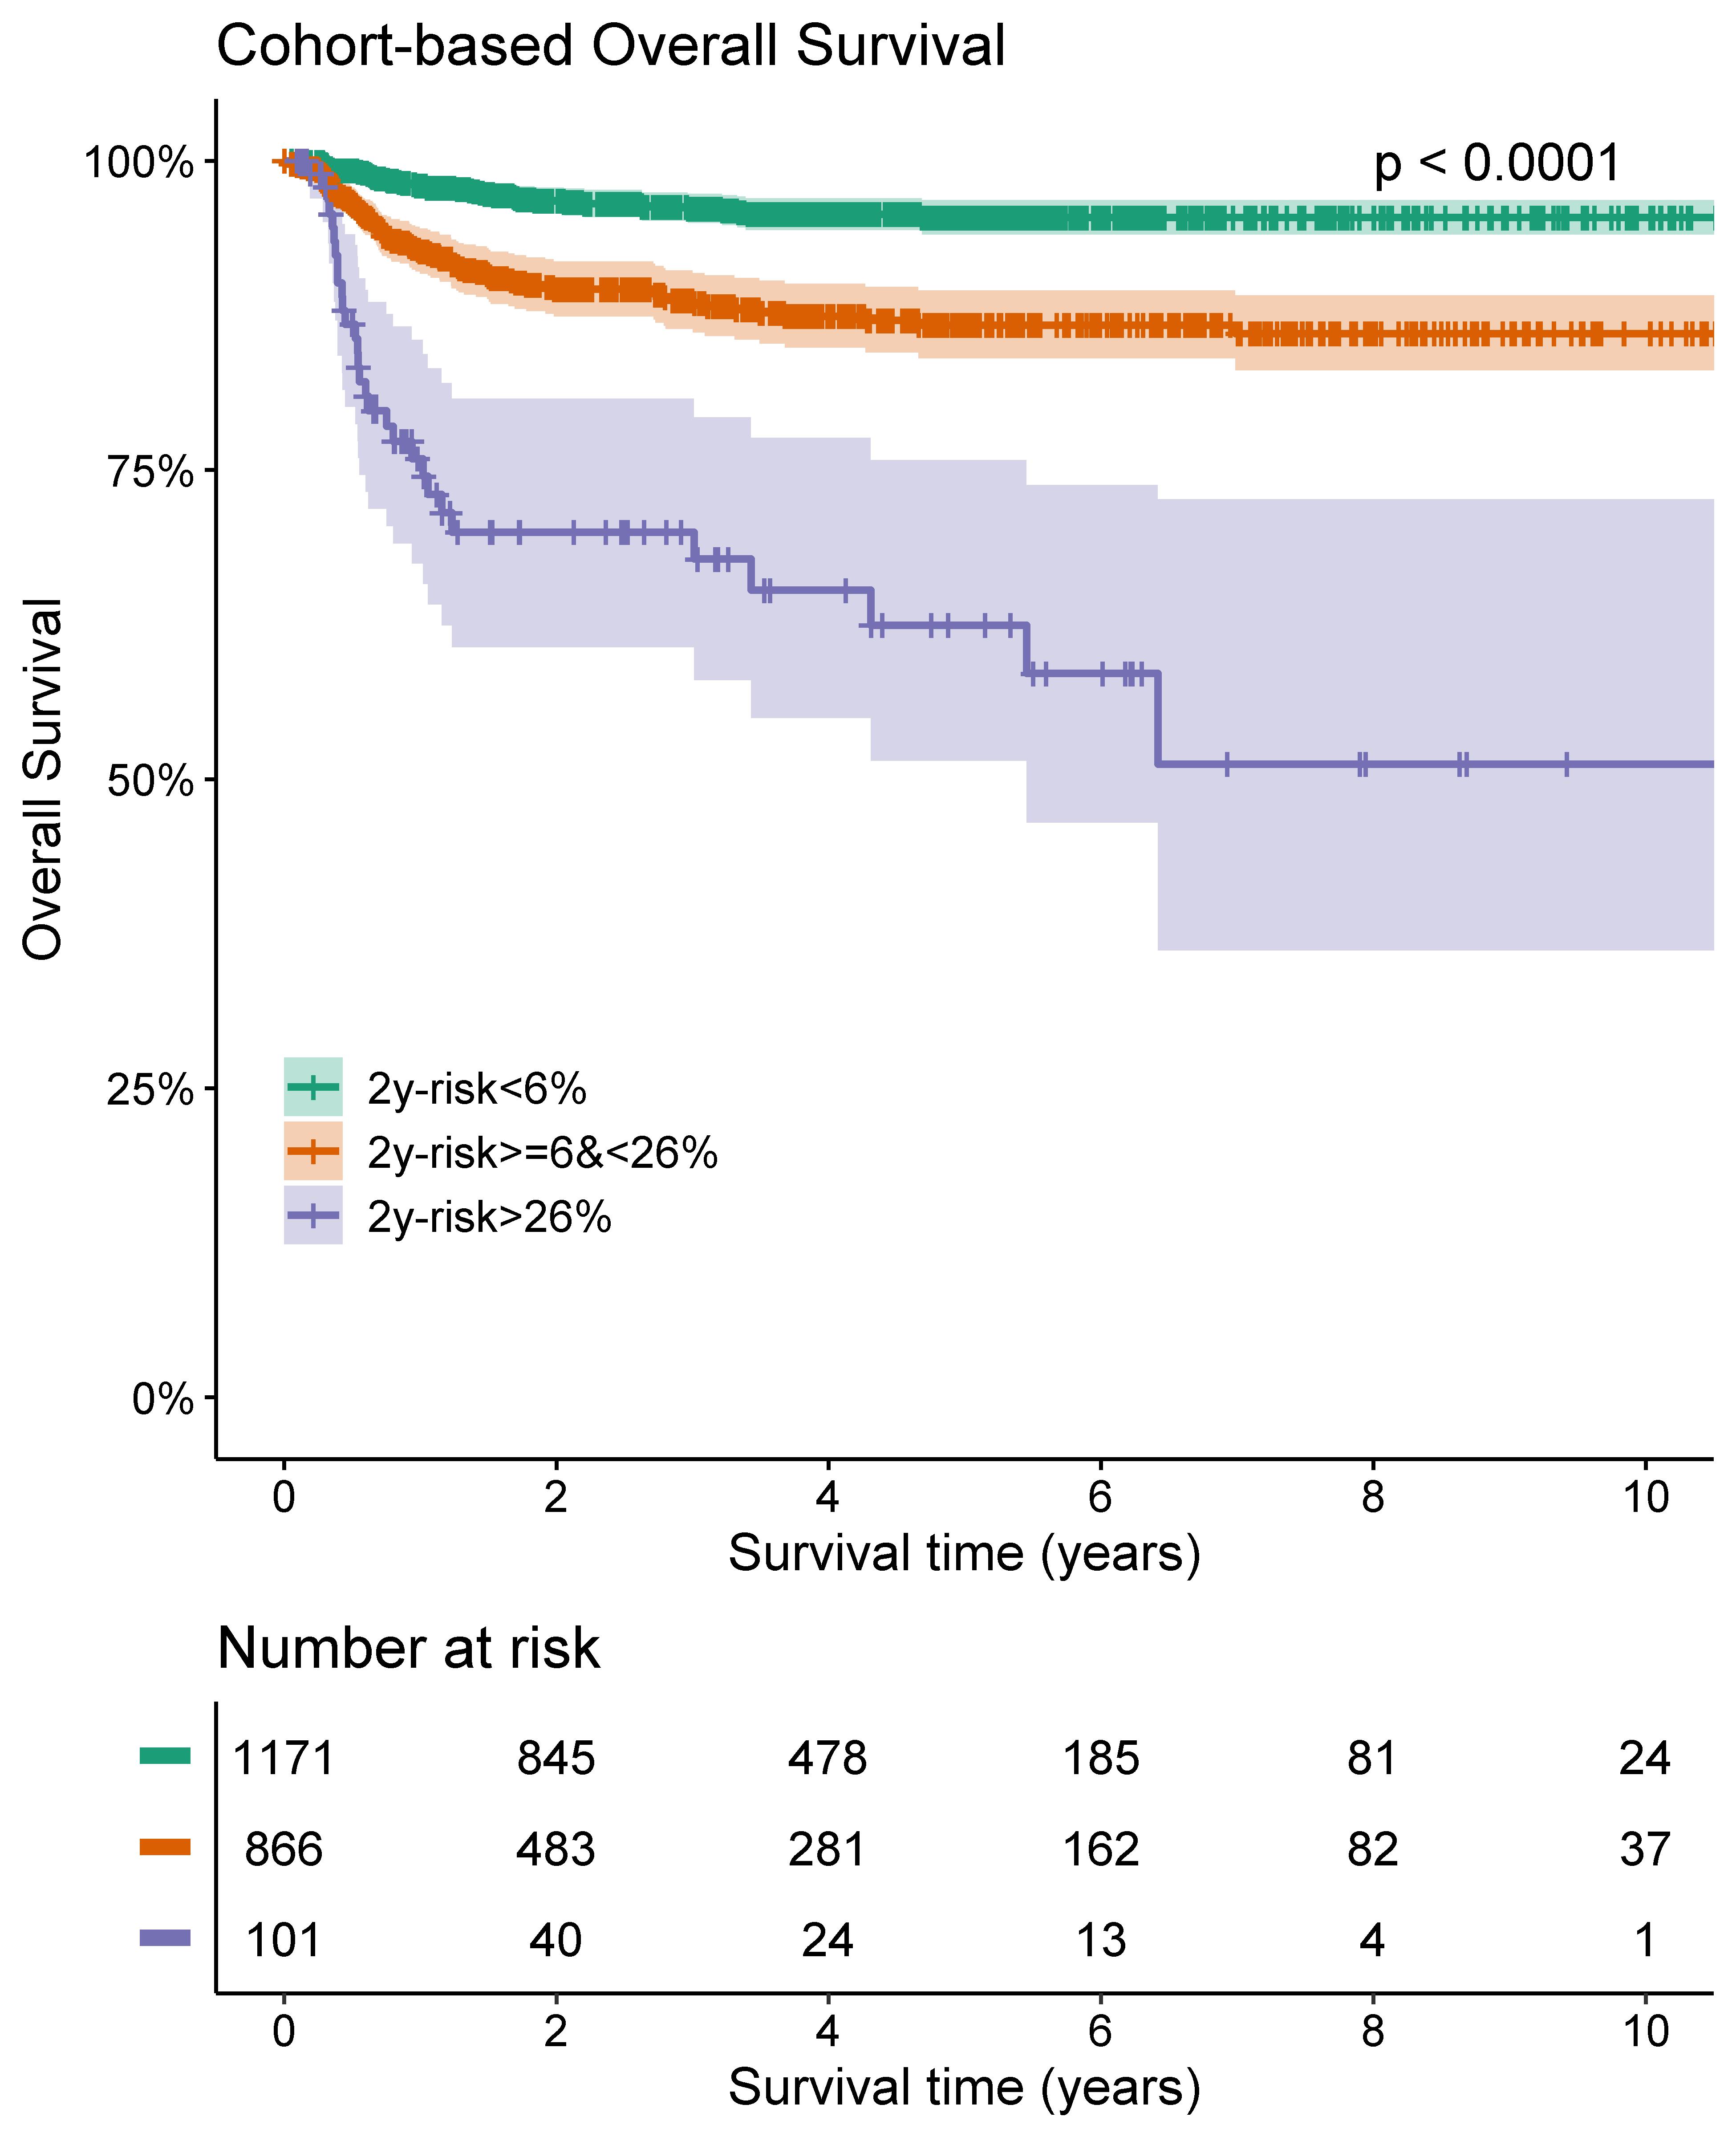 Cohort-based Overall Survival
p < 0.0001
100%
75%
50%
25%
0%
Overall Survival
2y-risk<6%
2y-risk>=6&<26%
2y-risk>26%
0 2 4 6 8 10
Survival time (years)
Number at risk
1171 845 478 185 81 24
866 483 281 162 82 37
101 40 24 13 4 1
0 2 4 6 8 10
Survival time (years)